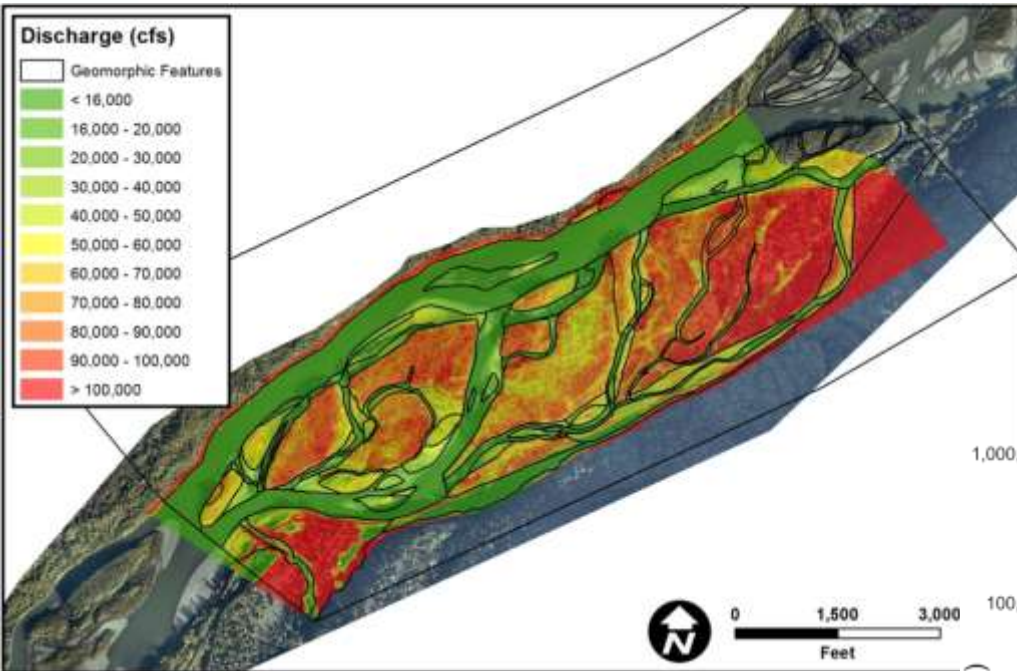 Discharge (cfs)
Geomorphic Features
< 16,000
16,000 - 20,000
20,000 - 30,000
30,000 - 40,000
40,000 - 50,000
50,000 - 60,000
60,000 - 70,000
70,000 - 80,000
80,000 - 90,000
90,000 - 100,000
> 100,000
1,000,
100,
N
0 1,500 3,000
Feet